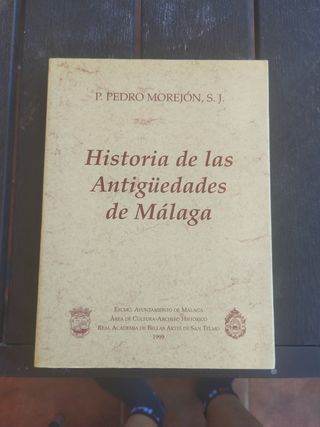 P. PEDRO MOREJÓN, S. J.
Historia de las
Antigüedades
de Málaga
EXCMO. AYUNTAMIENTO DE MÁLAGA
ÁREA DE CULTURA-ARCHIVO HISTÓRICO
REAL ACADEMIA DE BELLAS ARTES DE SAN TELMO
1999